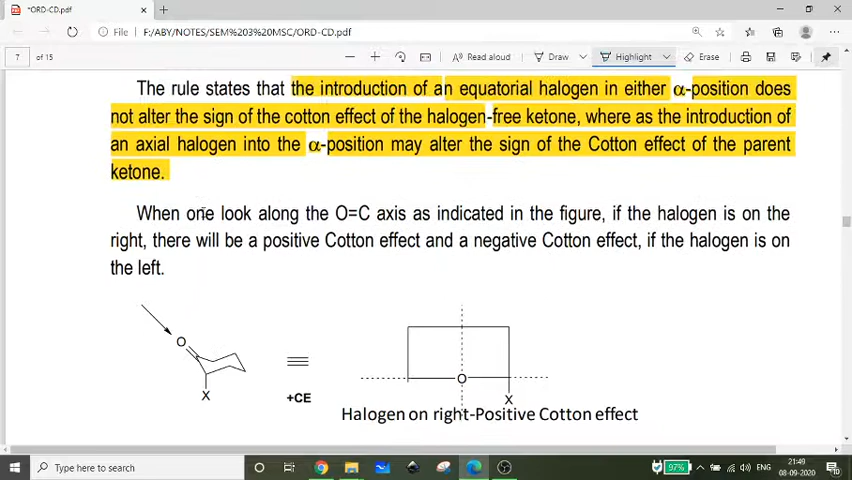 *ORD-CD.pdf
File
F:/ABY/NOTES/SEM%203%20MSC/ORD-CD.pdf
7 of 15
Read aloud
Draw
Highlight
Erase
The rule states that the introduction of an equatorial halogen in either α-position does
not alter the sign of the cotton effect of the halogen-free ketone, where as the introduction of
an axial halogen into the α-position may alter the sign of the Cotton effect of the parent
ketone.
When one look along the O=C axis as indicated in the figure, if the halogen is on the
right, there will be a positive Cotton effect and a negative Cotton effect, if the halogen is on
the left.
O
X
+CE
O
X
Halogen on right-Positive Cotton effect
Type here to search
97%
ENG
21:49
08-09-2020